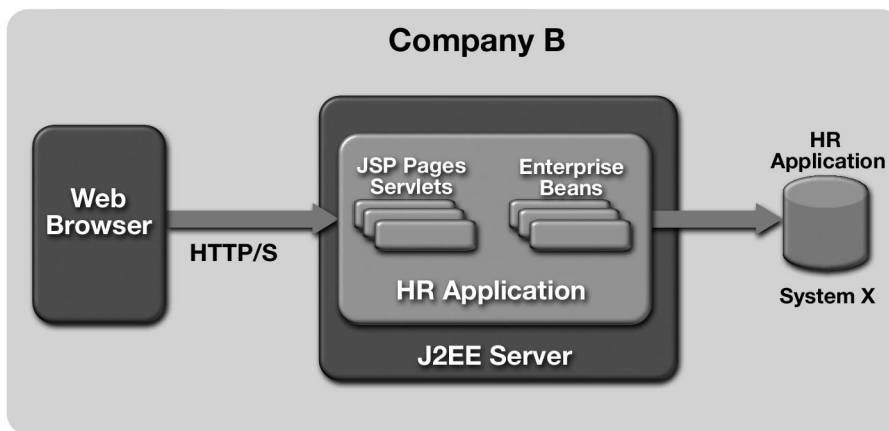 Company B
Web
Browser
HTTP/S
JSP Pages
Servlets
Enterprise
Beans
HR Application
J2EE Server
HR
Application
System X